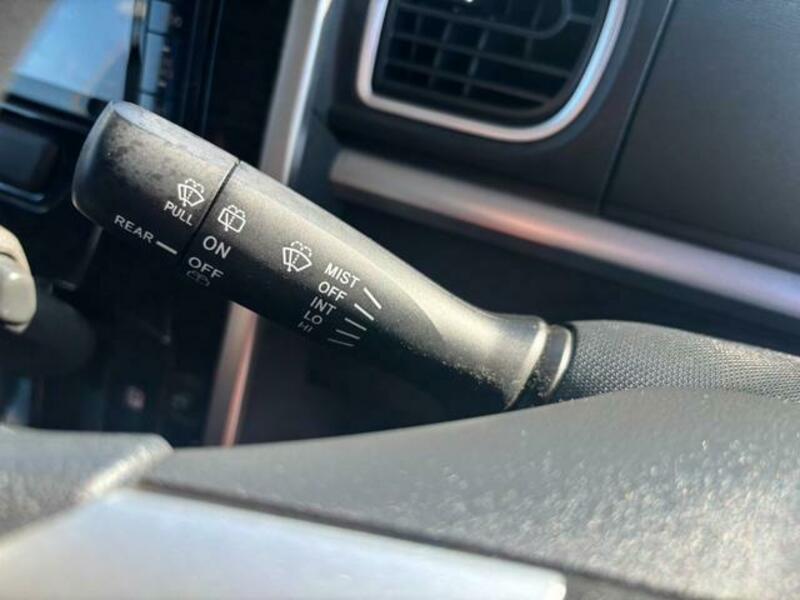 PULL
REAR
ON
OFF
MIST
OFF
INT
LO
HI